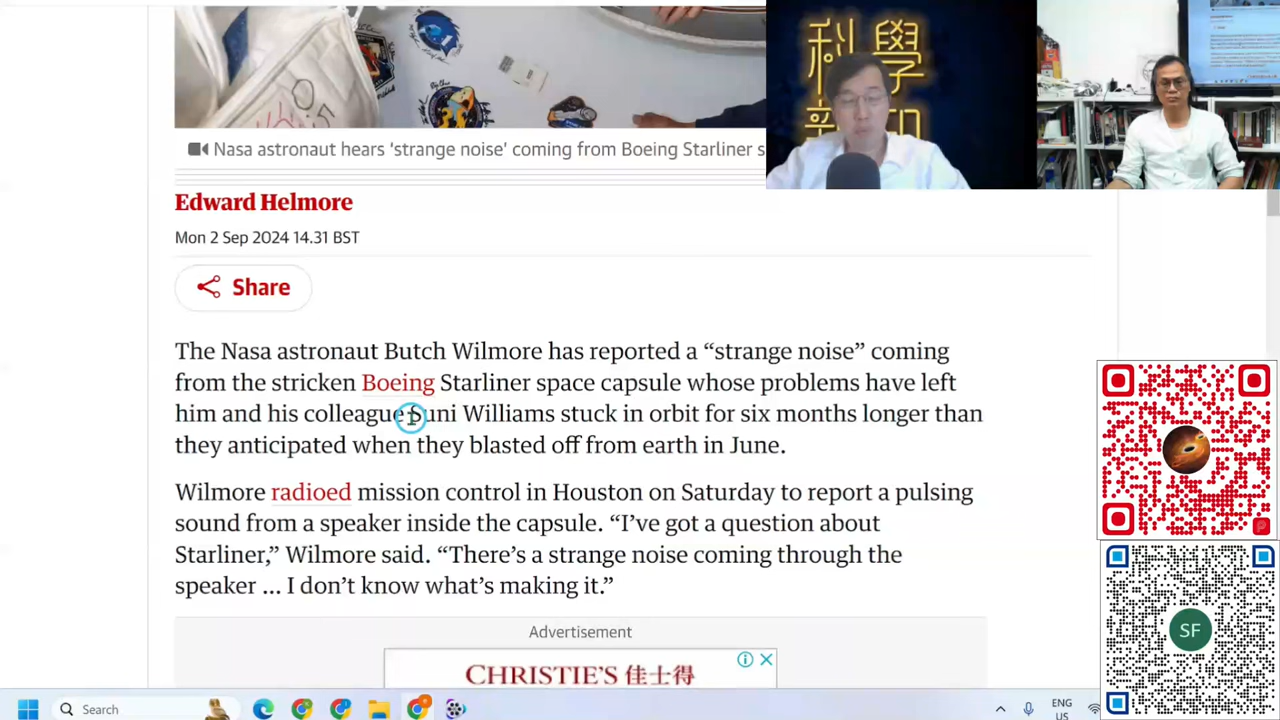 科學
新知
Nasa astronaut hears ‘strange noise’ coming from Boeing Starliner s
Edward Helmore
Mon 2 Sep 2024 14.31 BST
Share
The Nasa astronaut Butch Wilmore has reported a “strange noise” coming
from the stricken Boeing Starliner space capsule whose problems have left
him and his colleague Suni Williams stuck in orbit for six months longer than
they anticipated when they blasted off from earth in June.
Wilmore radioed mission control in Houston on Saturday to report a pulsing
sound from a speaker inside the capsule. “I’ve got a question about
Starliner,” Wilmore said. “There’s a strange noise coming through the
speaker ... I don’t know what’s making it.”
Advertisement
CHRISTIE’S 佳士得
SF
Search
ENG
US